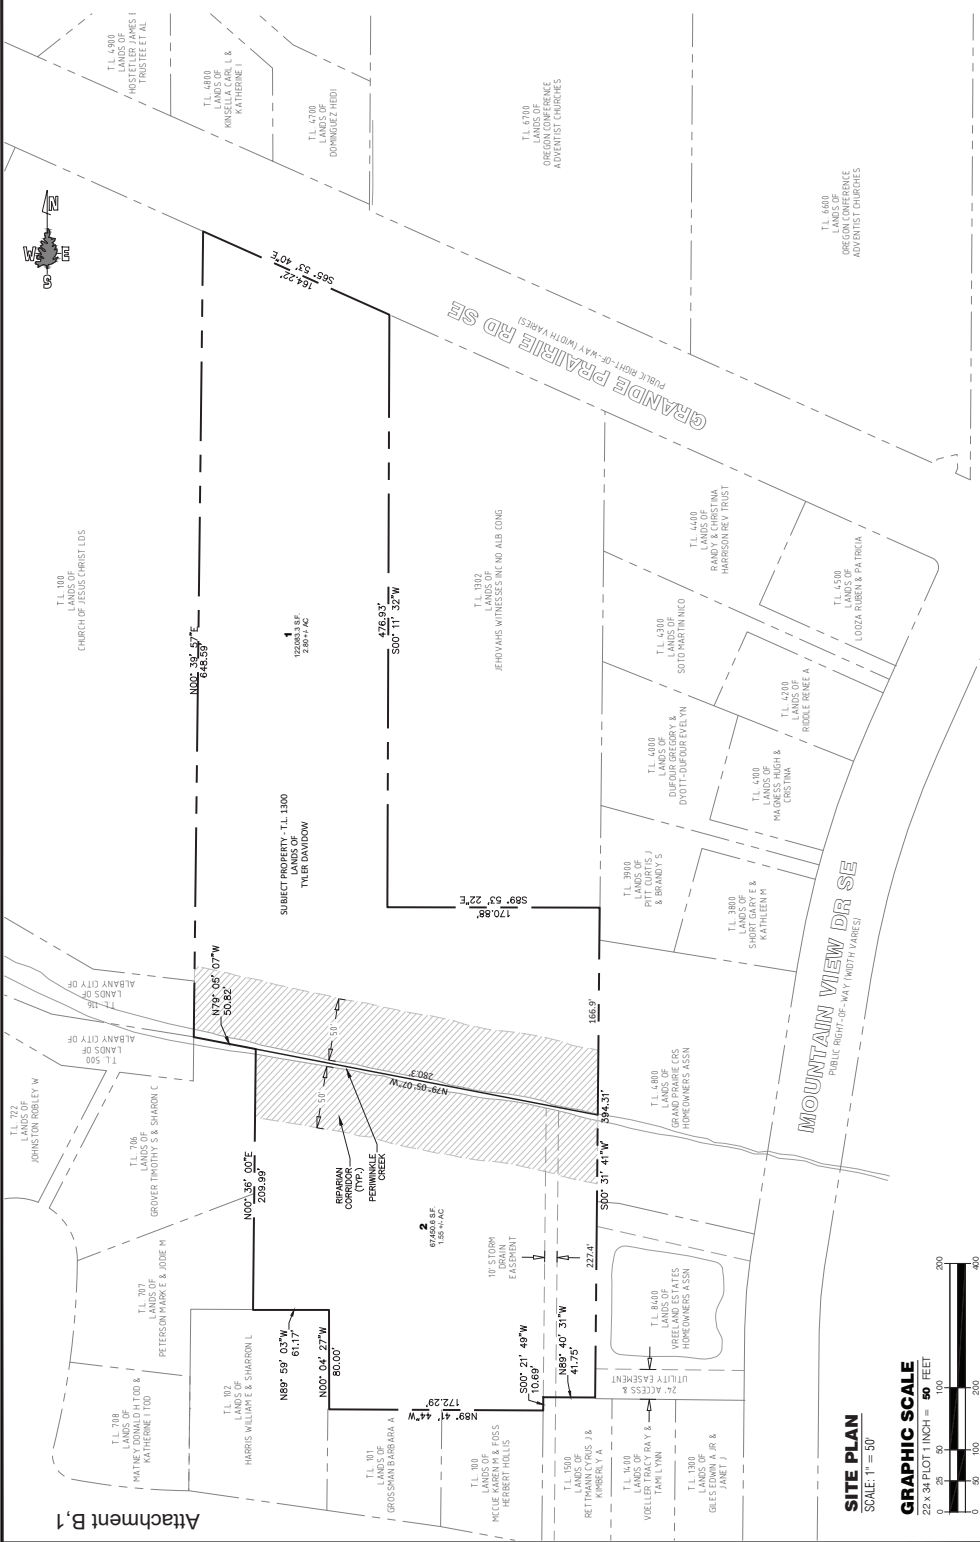 Attachment B,1
W
N
S
E
T.L. 4900
LANDS OF
HOSTETLER JAMES E
TRUSTEE ET AL
T.L. 4800
LANDS OF
KINSELLA CARL L &
KATHERINE I
T.L. 4700
LANDS OF
DOMINGUEZ HEIDI
T.L. 6700
LANDS OF
OREGON CONFERENCE
ADVENTIST CHURCHES
T.L. 6600
LANDS OF
OREGON CONFERENCE
ADVENTIST CHURCHES
T.L. 100
LANDS OF
CHURCH OF JESUS CHRIST LDS
N00° 39' 57"E
648.59'
S65° 53' 40"E
164.22'
GRANDE PRAIRIE RD SE
PUBLIC RIGHT-OF-WAY (WIDTH VARIES)
1
122083.3 S.F.
2.80 +/- AC
476.93'
S00° 11' 32"W
T.L. 1302
LANDS OF
JEHOVAHS WITNESSES INC NO ALB CONG
SUBJECT PROPERTY - T.L. 1300
LANDS OF
TYLER DAVIDOW
S89° 53' 22"E
170.88'
T.L. 4400
LANDS OF
RANDY & CHRISTINA
HARRISON REV TRUST
T.L. 4500
LANDS OF
LOOZA RUBEN & PATRICIA
T.L. 4300
LANDS OF
SOTO MARTIN NICO
T.L. 4200
LANDS OF
RIDDLE RENEE A
T.L. 4000
LANDS OF
DUFOUR GREGORY &
DYOTT-DUFOUR EVELYN
T.L. 4100
LANDS OF
MAGNESS HUGH &
CRISTINA
T.L. 3900
LANDS OF
PITT CURTIS J
& BRANDY S
T.L. 3800
LANDS OF
SHORT GARY E &
KATHLEEN M
MOUNTAIN VIEW DR SE
PUBLIC RIGHT-OF-WAY (WIDTH VARIES)
T.L. 116
LANDS OF
ALBANY CITY OF
T.L. 500
LANDS OF
ALBANY CITY OF
N79° 05' 07"W
50.82'
50'
50'
N79° 05' 07"W
280.3'
166.9'
394.31'
S00° 31' 41"W
227.4'
T.L. 4800
LANDS OF
GRAND PRAIRIE CRS
HOMEOWNERS ASSN
RIPARIAN
CORRIDOR
(TYP.)
PERIWINKLE
CREEK
T.L. 722
LANDS OF
JOHNSTON ROBLEY W
T.L. 706
LANDS OF
GROVER TIMOTHY S & SHARON C
T.L. 707
LANDS OF
PETERSON MARK E & JODIE M
T.L. 708
LANDS OF
MATNEY DONALD H TOD &
KATHERINE I TOD
T.L. 102
LANDS OF
HARRIS WILLIAM E & SHARRON L
N00° 36' 00"E
209.99'
N89° 59' 03"W
61.17'
N00° 04' 27"W
80.00'
N89° 41' 44"W
172.29'
2
67,450.6 S.F.
1.55 +/- AC
10' STORM
DRAIN
EASEMENT
S00° 21' 49"W
10.69'
N89° 40' 31"W
41.75'
T.L. 101
LANDS OF
GROSSMAN BARBARA A
T.L. 100
LANDS OF
MCCUE KAREN M & FOSS
HERBERT HOLLIS
T.L. 1500
LANDS OF
RETTMANN CYRUS J &
KIMBERLY A
T.L. 1400
LANDS OF
VOELLER TRACY RAY &
TAMI LYNN
T.L. 1300
LANDS OF
GILES EDWIN A JR &
JANET J
24' ACCESS &
UTILITY EASEMENT
T.L. 8400
LANDS OF
VREELAND ESTATES
HOMEOWNERS ASSN
SITE PLAN
SCALE: 1" = 50'
GRAPHIC SCALE
22 x 34 PLOT: 1 INCH = 50 FEET
0 25 50 100 200
0 50 100 200 400